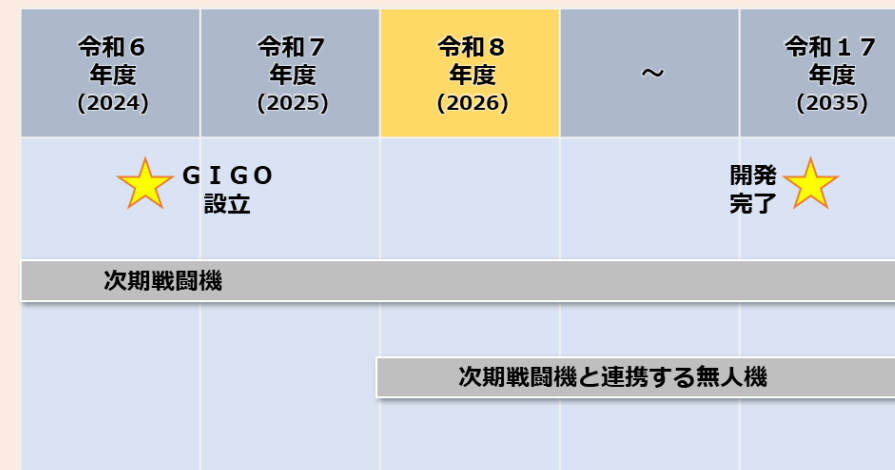 令和６
年度
(2024)
令和７
年度
(2025)
令和８
年度
(2026)
～
令和１７
年度
(2035)
ＧＩＧＯ
設立
開発
完了
次期戦闘機
次期戦闘機と連携する無人機